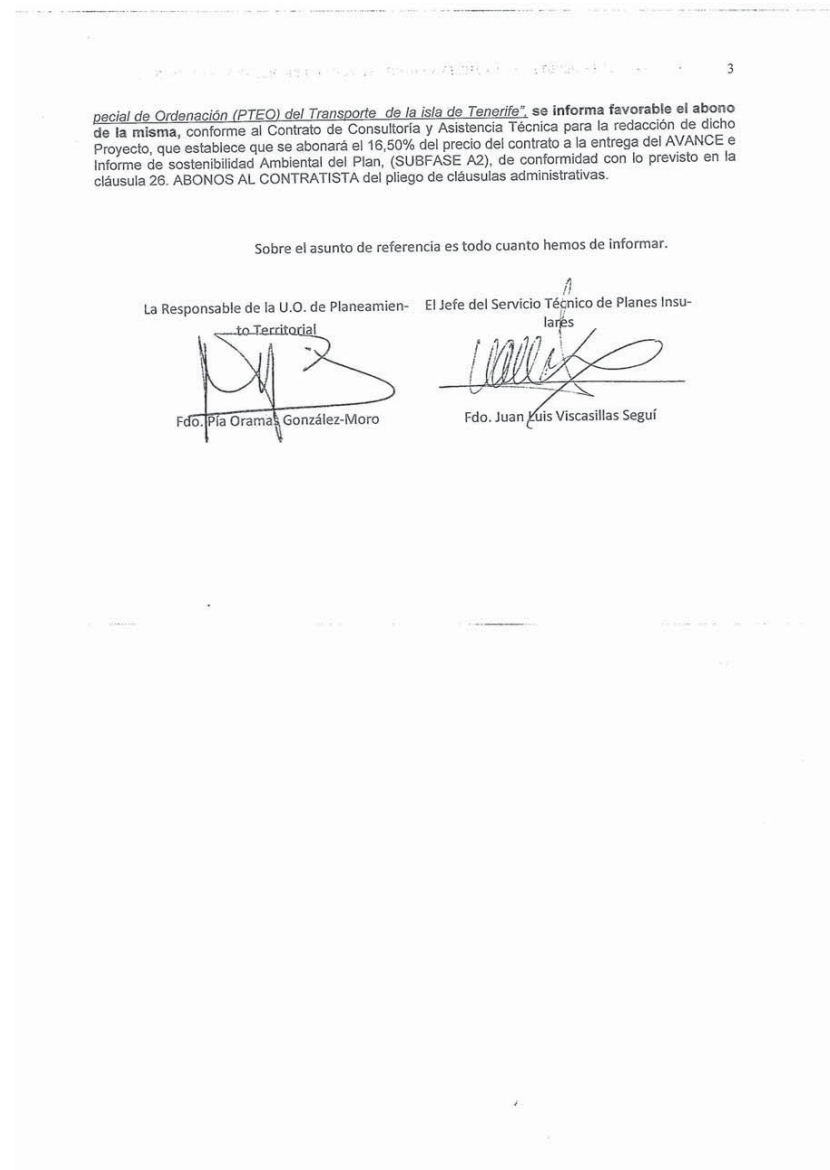 3
pecial de Ordenación (PTEO) del Transporte de la isla de Tenerife", se informa favorable el abono
de la misma, conforme al Contrato de Consultoría y Asistencia Técnica para la redacción de dicho
Proyecto, que establece que se abonará el 16,50% del precio del contrato a la entrega del AVANCE e
Informe de sostenibilidad Ambiental del Plan, (SUBFASE A2), de conformidad con lo previsto en la
cláusula 26. ABONOS AL CONTRATISTA del pliego de cláusulas administrativas.
Sobre el asunto de referencia es todo cuanto hemos de informar.
La Responsable de la U.O. de Planeamien-
to Territorial
Fdo. Pía Oramas González-Moro
El Jefe del Servicio Técnico de Planes Insu-
lares
Fdo. Juan Luis Viscasillas Seguí